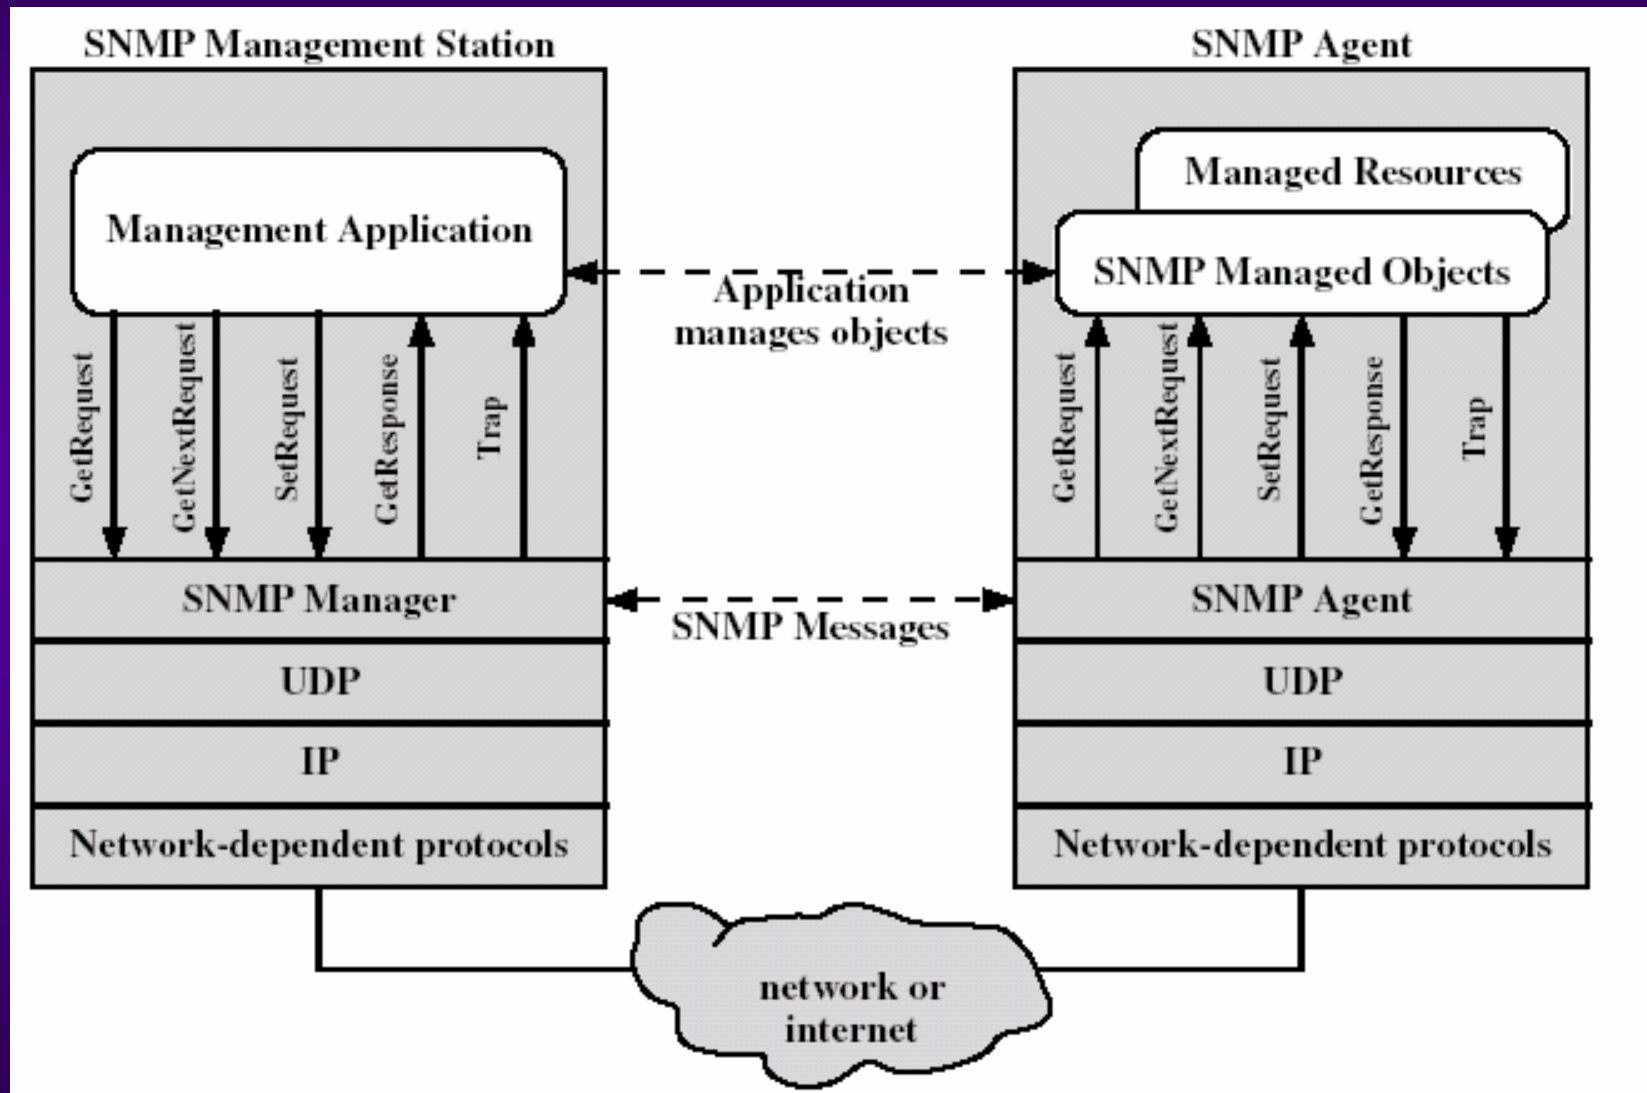 SNMP Management Station
SNMP Agent
Management Application
Managed Resources
SNMP Managed Objects
Application
manages objects
GetRequest
GetNextRequest
SetRequest
GetResponse
Trap
GetRequest
GetNextRequest
SetRequest
GetResponse
Trap
SNMP Manager
SNMP Messages
SNMP Agent
UDP
UDP
IP
IP
Network-dependent protocols
Network-dependent protocols
network or
internet